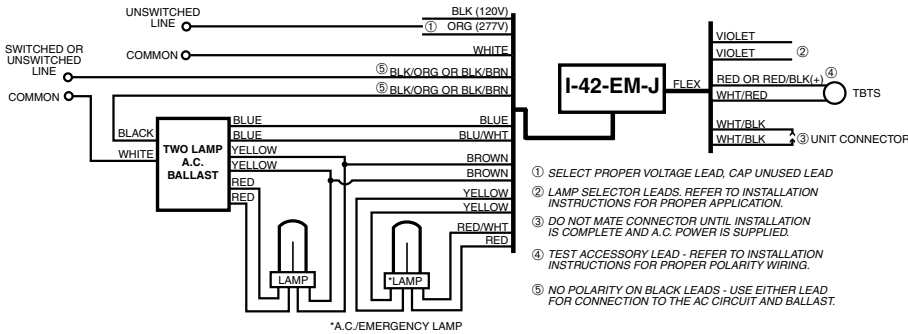 UNSWITCHED
LINE
BLK (120V)
① ORG (277V)
COMMON
WHITE
SWITCHED OR
UNSWITCHED
LINE
⑤ BLK/ORG OR BLK/BRN
⑤ BLK/ORG OR BLK/BRN
COMMON
BLACK
WHITE
TWO LAMP
A.C.
BALLAST
BLUE
BLUE
YELLOW
YELLOW
RED
RED
BLUE
BLU/WHT
BROWN
BROWN
YELLOW
YELLOW
RED/WHT
RED
LAMP
*LAMP
*A.C./EMERGENCY LAMP
I-42-EM-J
FLEX
VIOLET
VIOLET
②
RED OR RED/BLK(+)
④
WHT/RED
TBTS
WHT/BLK
WHT/BLK
③ UNIT CONNECTOR
① SELECT PROPER VOLTAGE LEAD, CAP UNUSED LEAD
② LAMP SELECTOR LEADS. REFER TO INSTALLATION
INSTRUCTIONS FOR PROPER APPLICATION.
③ DO NOT MATE CONNECTOR UNTIL INSTALLATION
IS COMPLETE AND A.C. POWER IS SUPPLIED.
④ TEST ACCESSORY LEAD - REFER TO INSTALLATION
INSTRUCTIONS FOR PROPER POLARITY WIRING.
⑤ NO POLARITY ON BLACK LEADS - USE EITHER LEAD
FOR CONNECTION TO THE AC CIRCUIT AND BALLAST.